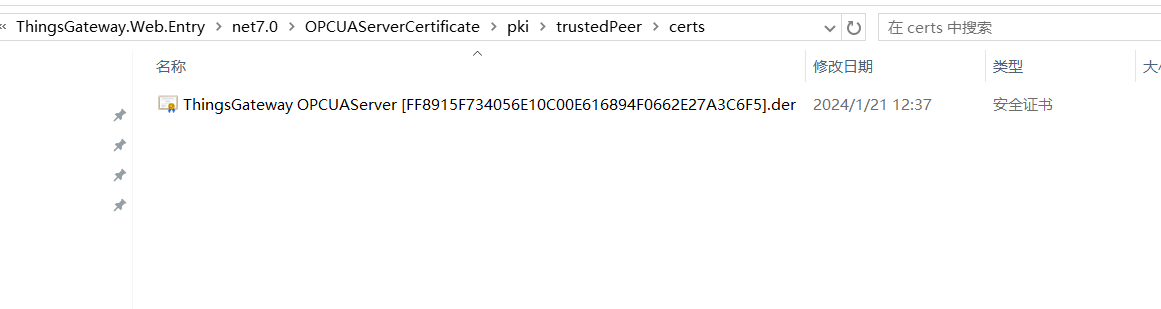 « ThingsGateway.Web.Entry > net7.0 > OPCUAServerCertificate > pki > trustedPeer > certs
在 certs 中搜索
名称 修改日期 类型 大小
ThingsGateway OPCUAServer [FF8915F734056E10C00E616894F0662E27A3C6F5].der 2024/1/21 12:37 安全证书